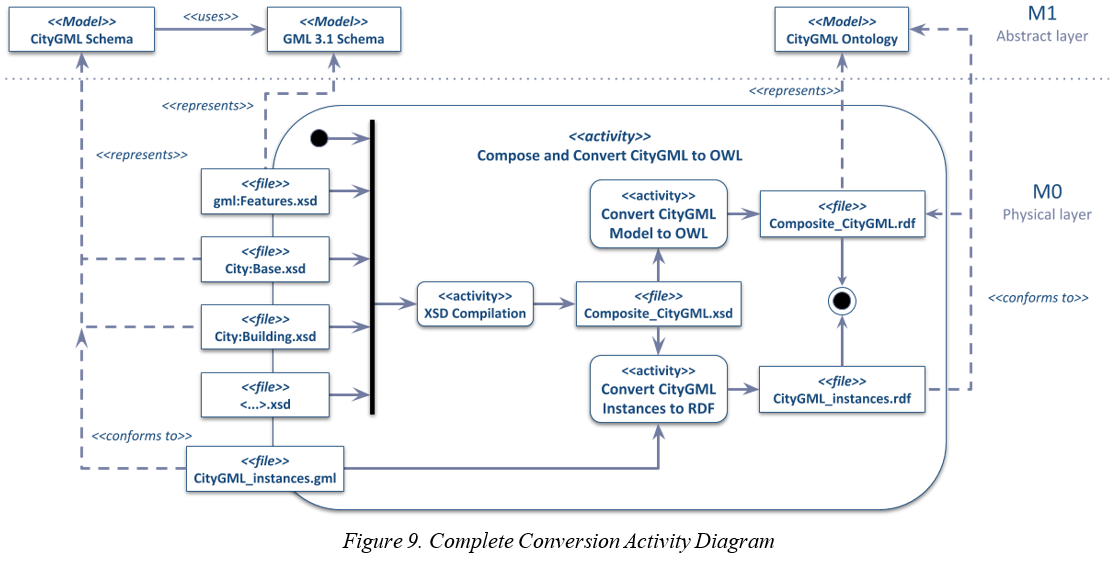 <<Model>>
CityGML Schema
<<uses>>
<<Model>>
GML 3.1 Schema
<<Model>>
CityGML Ontology
M1
Abstract layer
<<represents>>
<<represents>>
<<represents>>
<<activity>>
Compose and Convert CityGML to OWL
<<file>>
gml:Features.xsd
<<file>>
City:Base.xsd
<<file>>
City:Building.xsd
<<file>>
<...>.xsd
<<conforms to>>
<<file>>
CityGML_instances.gml
<<activity>>
XSD Compilation
<<activity>>
Convert CityGML
Model to OWL
<<file>>
Composite_CityGML.xsd
<<activity>>
Convert CityGML
Instances to RDF
<<file>>
Composite_CityGML.rdf
<<file>>
CityGML_instances.rdf
M0
Physical layer
<<conforms to>>
Figure 9. Complete Conversion Activity Diagram